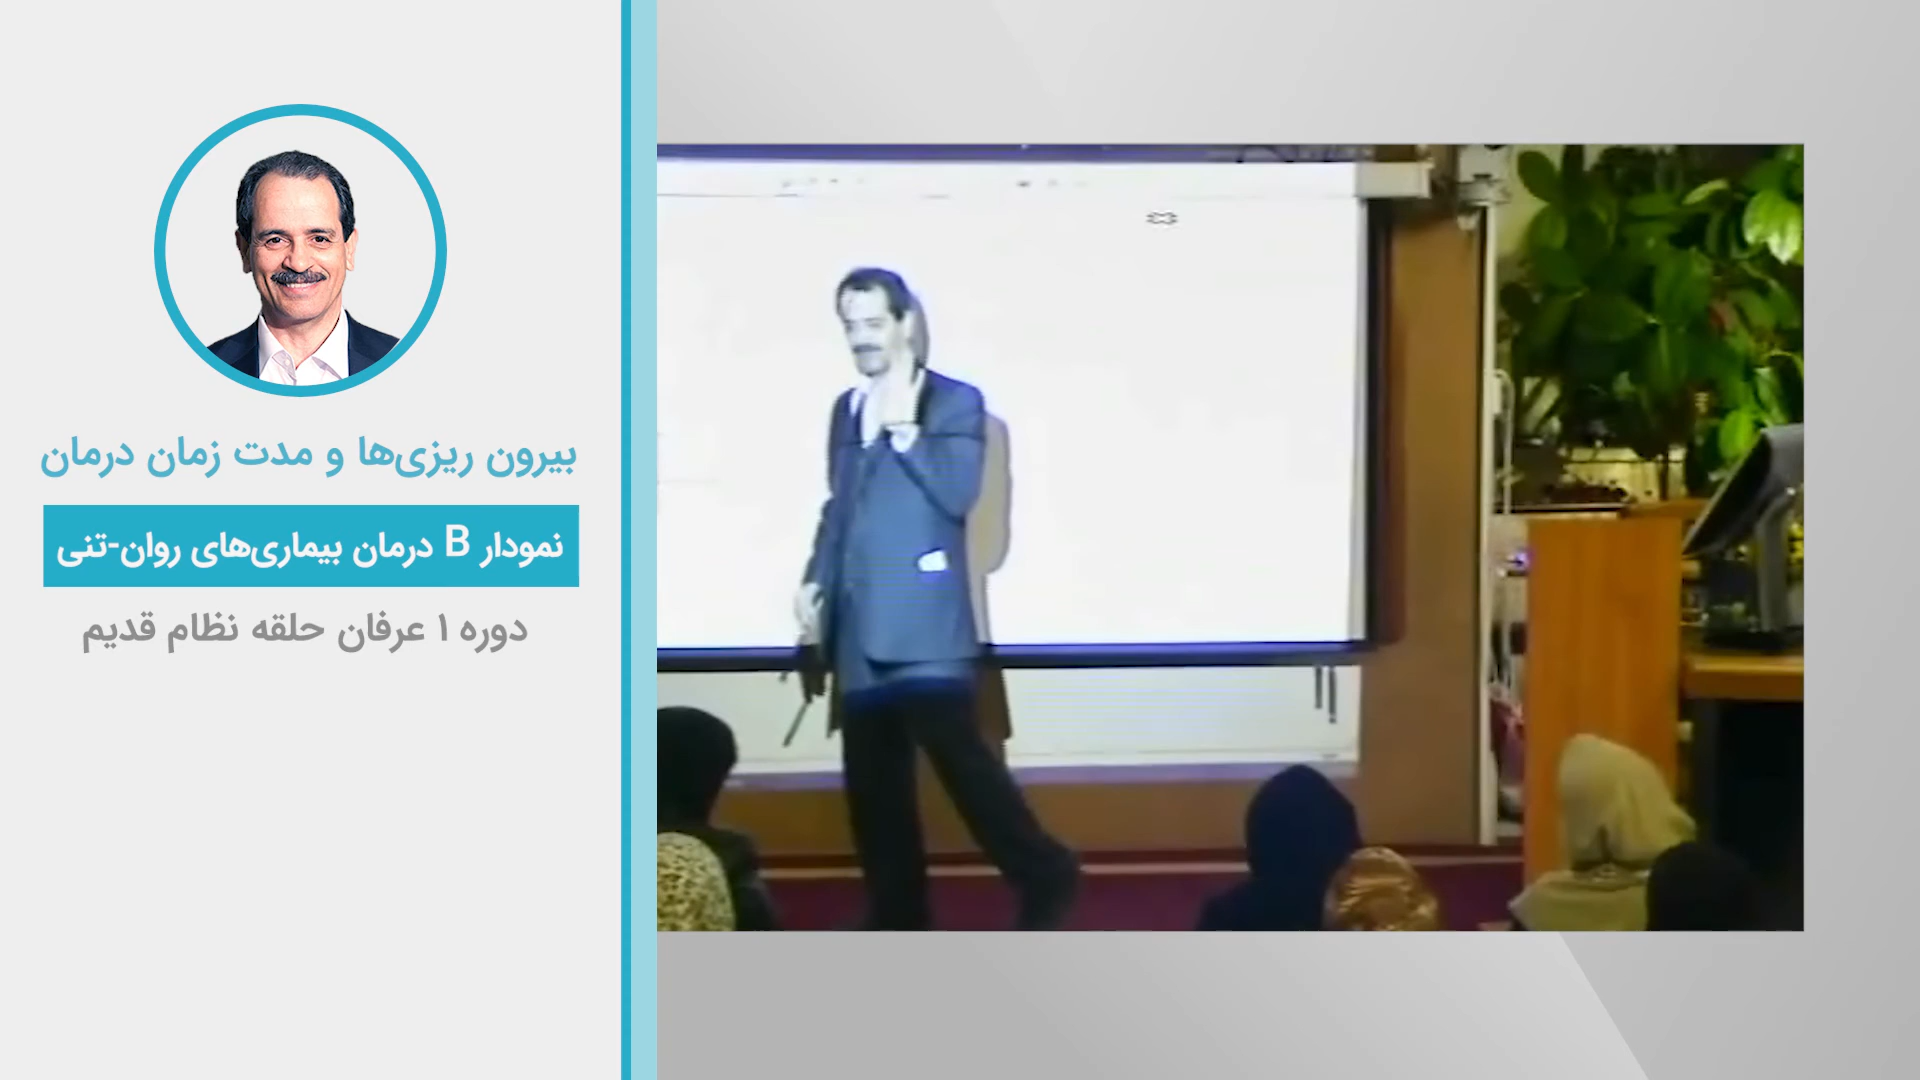 بیرون ریزی‌ها و مدت زمان درمان
نمودار B درمان بیماری‌های روان-تنی
دوره ۱ عرفان حلقه نظام قدیم